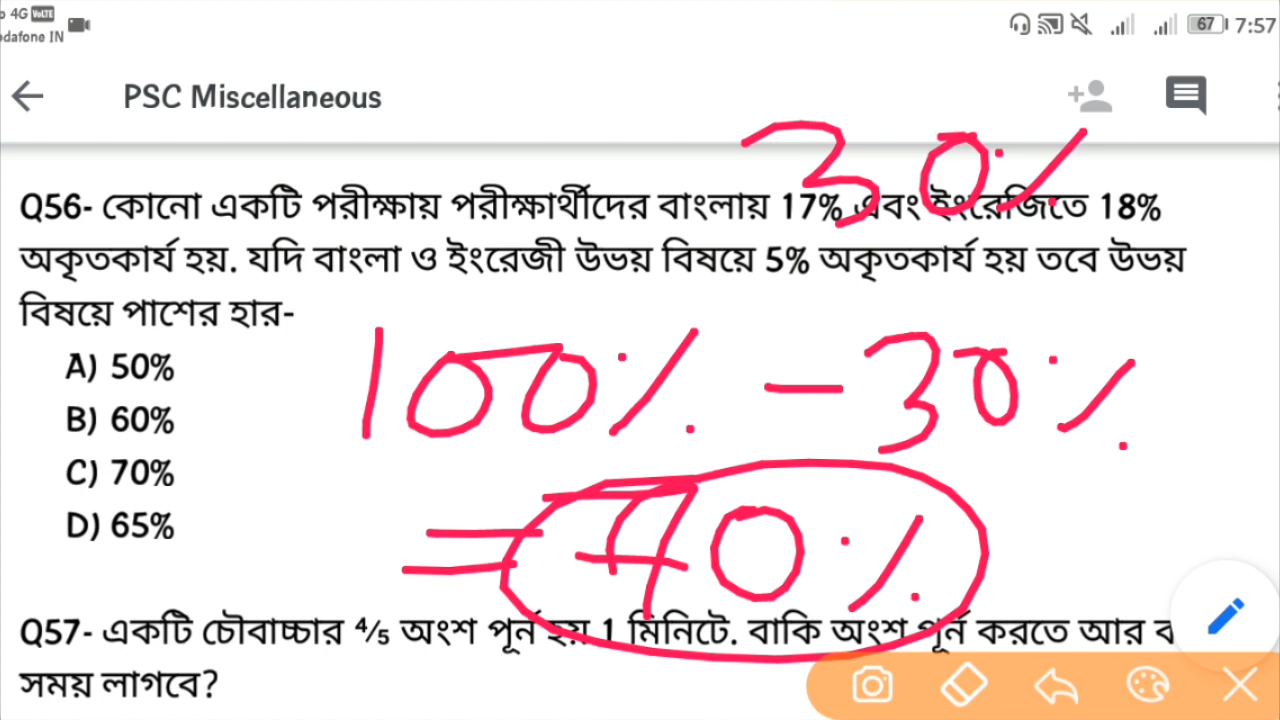 4G VoLTE
odafone IN
67 7:57
PSC Miscellaneous
30%
Q56- কোনো একটি পরীক্ষায় পরীক্ষার্থীদের বাংলায় 17% এবং ইংরেজিতে 18%
অকৃতকার্য হয়. যদি বাংলা ও ইংরেজী উভয় বিষয়ে 5% অকৃতকার্য হয় তবে উভয়
বিষয়ে পাশের হার-
A) 50%
B) 60%
C) 70%
D) 65%
100% - 30%
= 70%
Q57- একটি চৌবাচ্চার ⁴⁄₅ অংশ পূর্ন হয় 1 মিনিটে. বাকি অংশ পূর্ন করতে আর
সময় লাগবে?